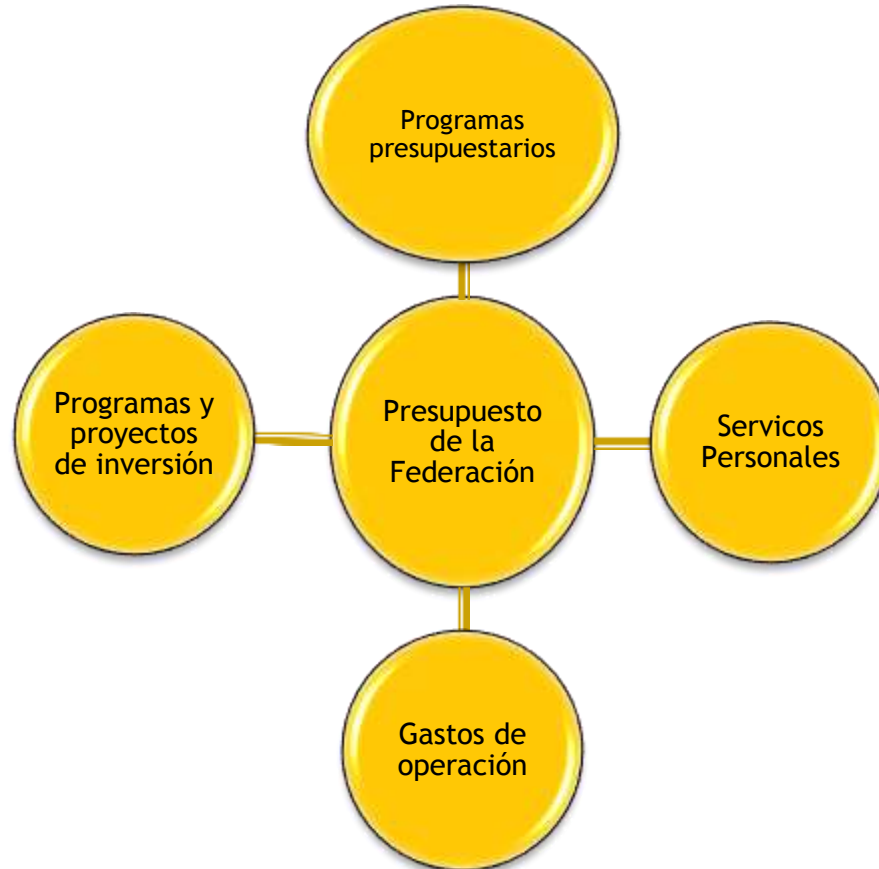 Programas
presupuestarios
Programas y
proyectos
de inversión
Presupuesto
de la
Federación
Servicos
Personales
Gastos de
operación